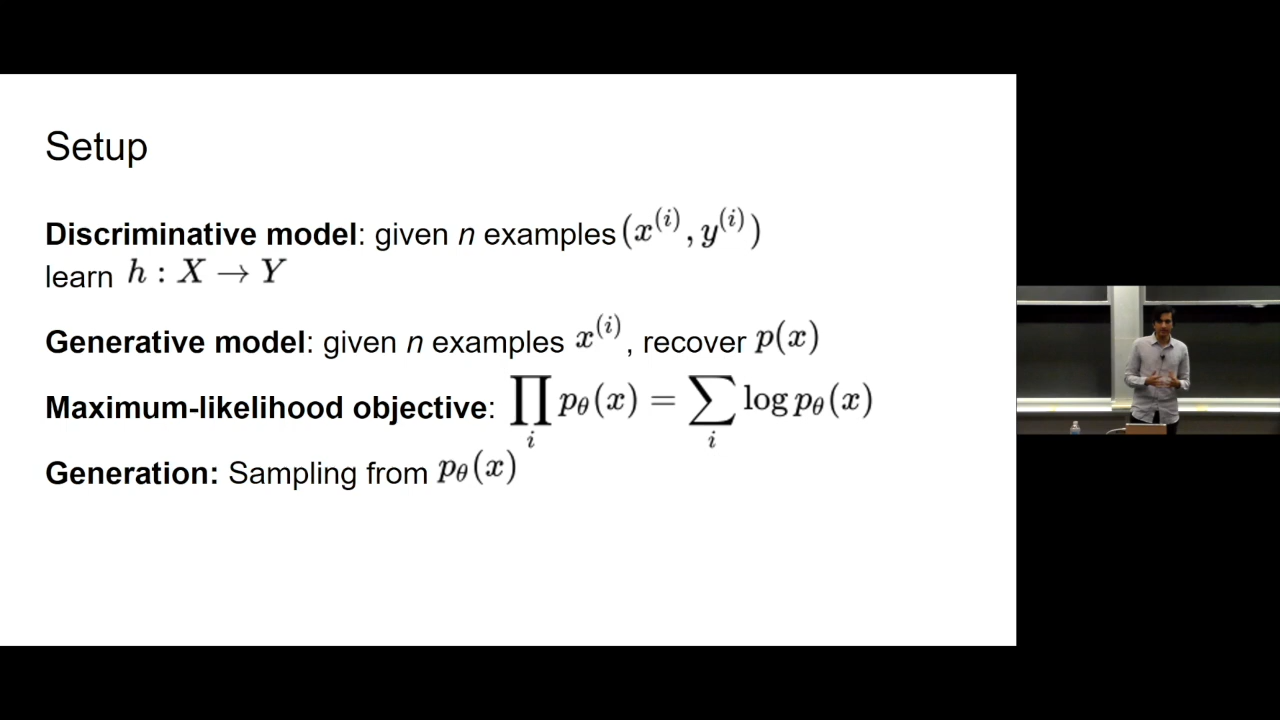 Setup
Discriminative model: given n examples (x^(i), y^(i))
learn h : X → Y
Generative model: given n examples x^(i), recover p(x)
Maximum-likelihood objective: ∏_i p_θ(x) = ∑_i log p_θ(x)
Generation: Sampling from p_θ(x)